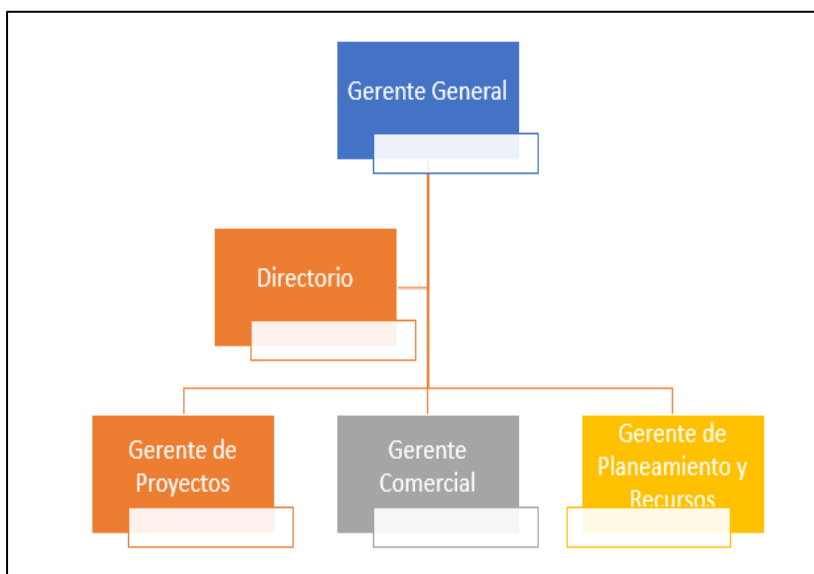 Gerente General
Directorio
Gerente de
Proyectos
Gerente
Comercial
Gerente de
Planeamiento y
Recursos